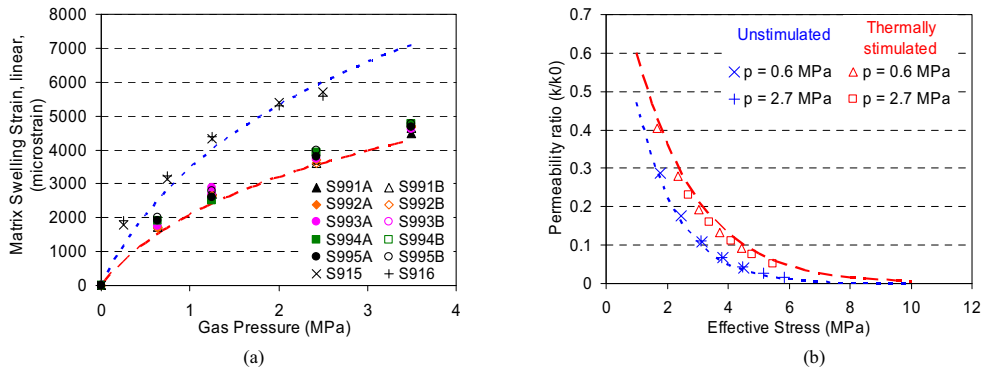 (a)
Matrix Swelling Strain, linear,
(microstrain)
8000
7000
6000
5000
4000
3000
2000
1000
0
0 1 2 3 4
Gas Pressure (MPa)
S991A S991B
S992A S992B
S993A S993B
S994A S994B
S995A S995B
S915 S916
(a)
(b)
Permeability ratio (k/k0)
0.7
0.6
0.5
0.4
0.3
0.2
0.1
0
0 2 4 6 8 10 12
Effective Stress (MPa)
Unstimulated
Thermally
stimulated
p = 0.6 MPa p = 0.6 MPa
p = 2.7 MPa p = 2.7 MPa
(b)